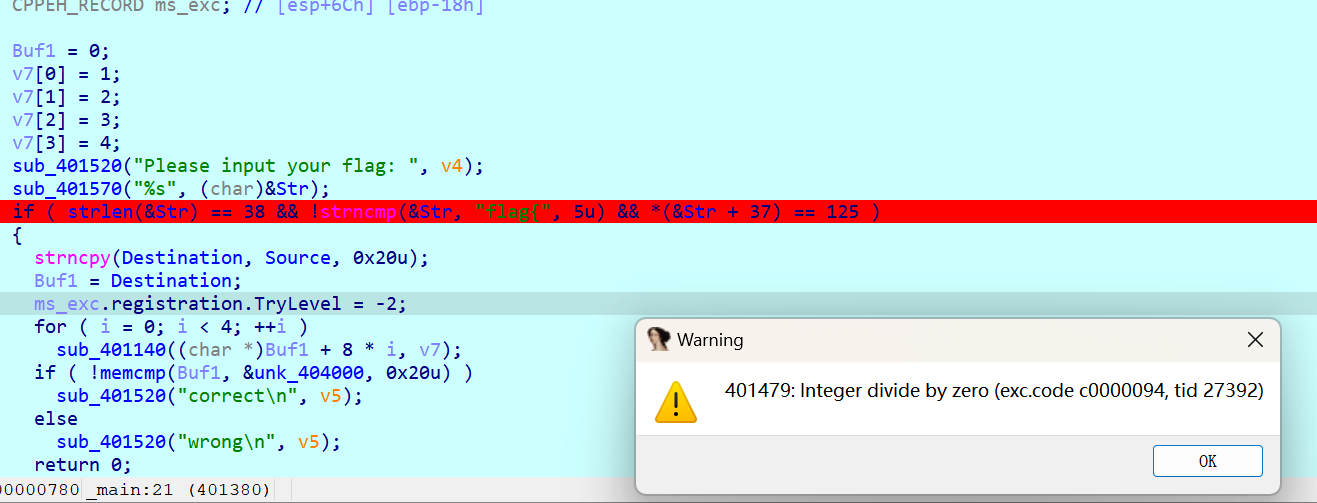 CPPEH_RECORD ms_exc; // [esp+6Ch] [ebp-18h]
Buf1 = 0;
v7[0] = 1;
v7[1] = 2;
v7[2] = 3;
v7[3] = 4;
sub_401520("Please input your flag: ", v4);
sub_401570("%s", (char)&Str);
if ( strlen(&Str) == 38 && !strncmp(&Str, "flag{", 5u) && *(&Str + 37) == 125 )
{
strncpy(Destination, Source, 0x20u);
Buf1 = Destination;
ms_exc.registration.TryLevel = -2;
for ( i = 0; i < 4; ++i )
sub_401140((char *)Buf1 + 8 * i, v7);
if ( !memcmp(Buf1, &unk_404000, 0x20u) )
sub_401520("correct\n", v5);
else
sub_401520("wrong\n", v5);
return 0;
00000780 _main:21 (401380)
Warning
401479: Integer divide by zero (exc.code c0000094, tid 27392)
OK